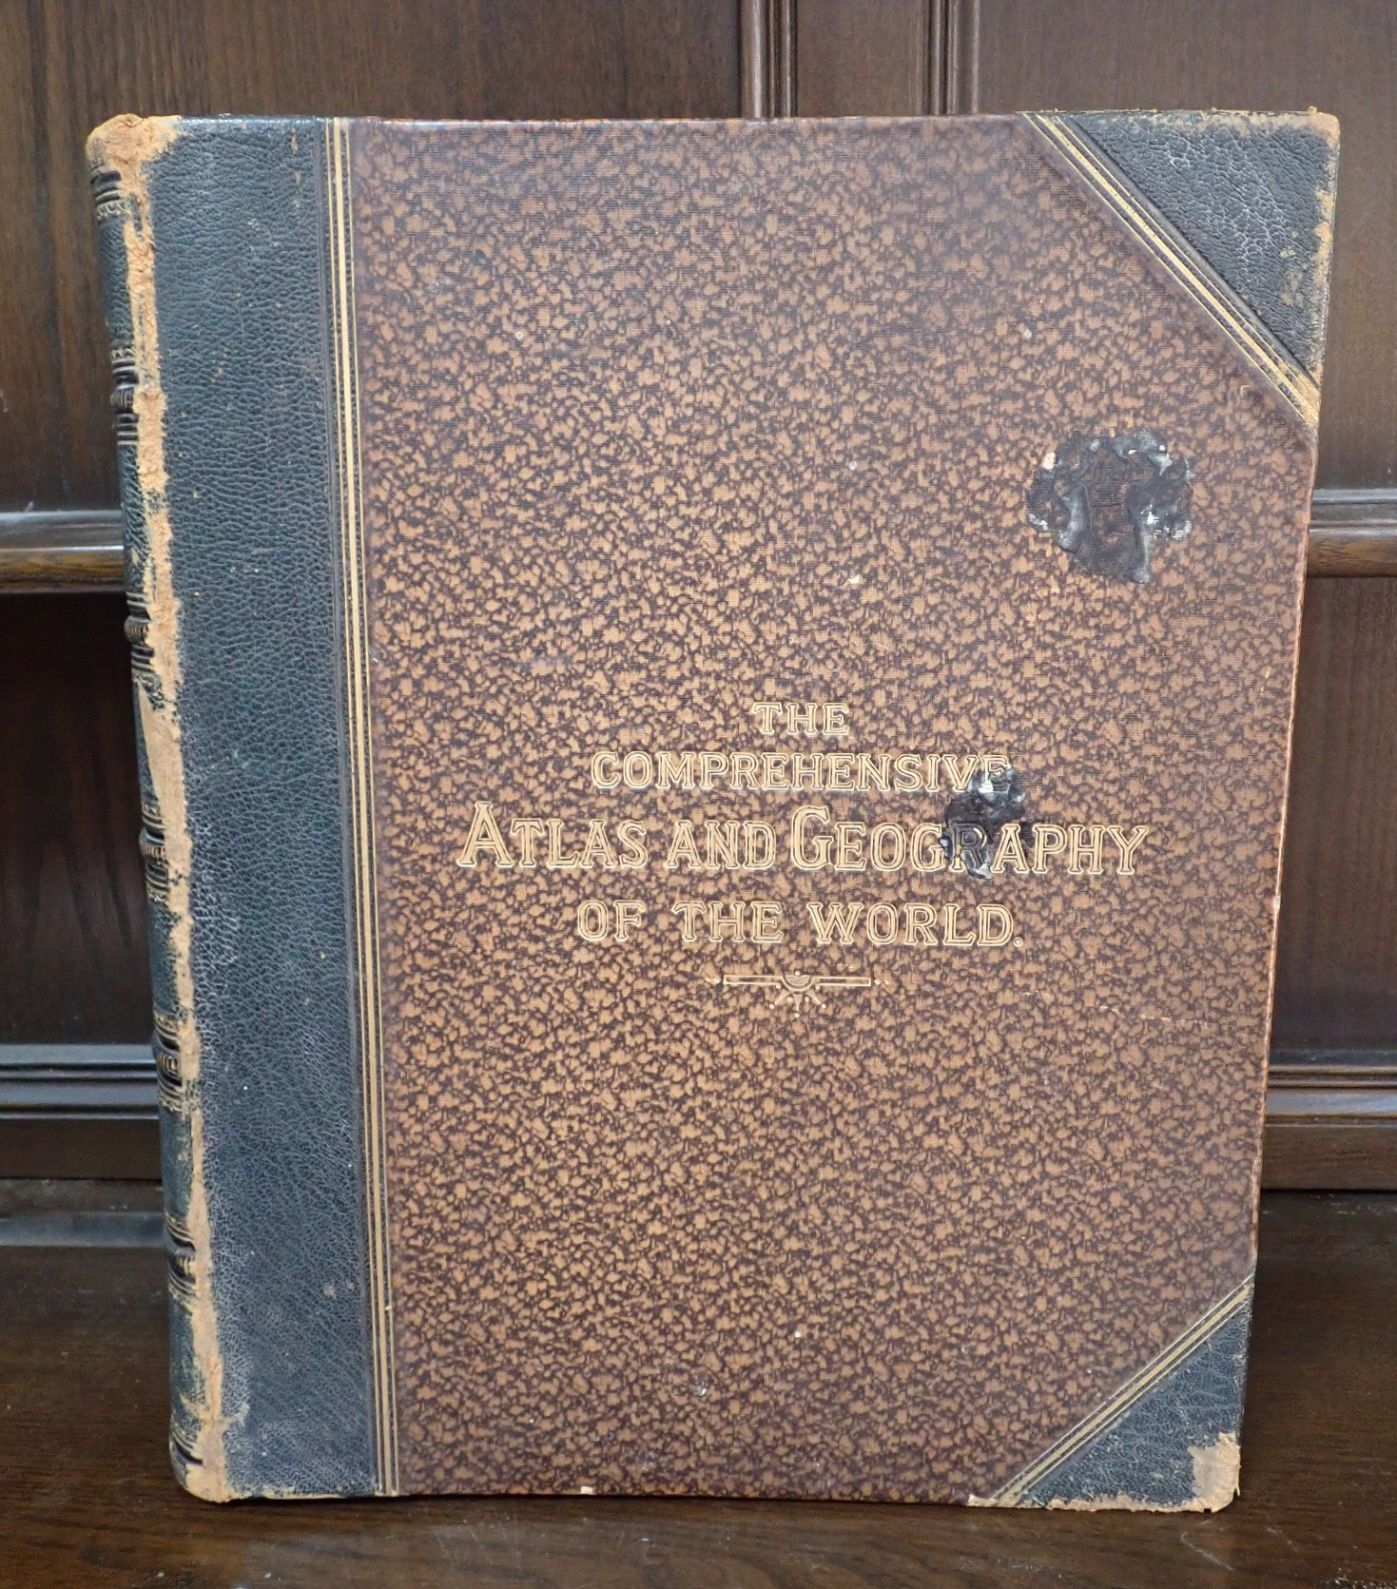 THE
COMPREHENSIVE
ATLAS AND GEOGRAPHY
OF THE WORLD.